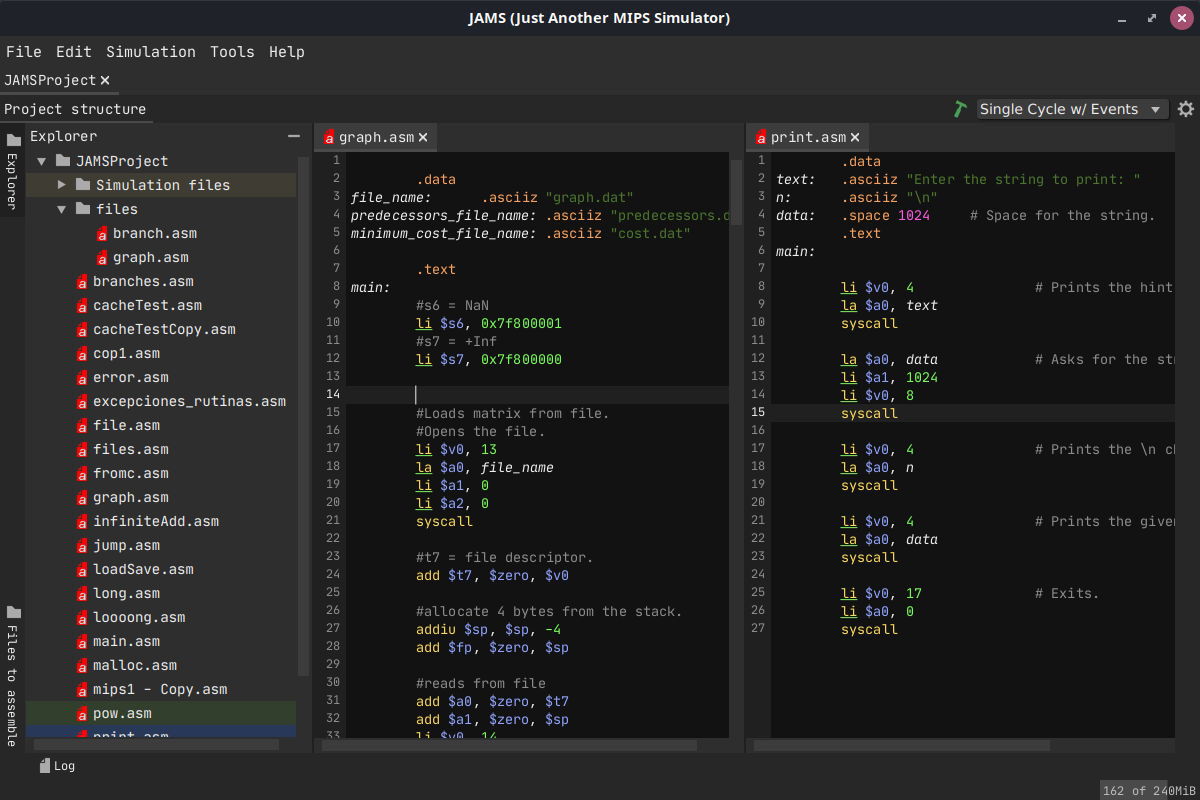 JAMS (Just Another MIPS Simulator)
File Edit Simulation Tools Help
JAMSProject
Project structure
Single Cycle w/ Events
Explorer
Files to assemble
Explorer
JAMSProject
Simulation files
files
branch.asm
graph.asm
branches.asm
cacheTest.asm
cacheTestCopy.asm
cop1.asm
error.asm
excepciones_rutinas.asm
file.asm
files.asm
fromc.asm
graph.asm
infiniteAdd.asm
jump.asm
loadSave.asm
long.asm
loooong.asm
main.asm
malloc.asm
mips1 - Copy.asm
pow.asm
print.asm
graph.asm
1
2 .data
3 file_name: .asciiz "graph.dat"
4 predecessors_file_name: .asciiz "predecessors.d
5 minimum_cost_file_name: .asciiz "cost.dat"
6
7 .text
8 main:
9 #s6 = NaN
10 li $s6, 0x7f800001
11 #s7 = +Inf
12 li $s7, 0x7f800000
13
14
15 #Loads matrix from file.
16 #Opens the file.
17 li $v0, 13
18 la $a0, file_name
19 li $a1, 0
20 li $a2, 0
21 syscall
22
23 #t7 = file descriptor.
24 add $t7, $zero, $v0
25
26 #allocate 4 bytes from the stack.
27 addiu $sp, $sp, -4
28 add $fp, $zero, $sp
29
30 #reads from file
31 add $a0, $zero, $t7
32 add $a1, $zero, $sp
33 li $v0, 14
print.asm
1 .data
2 text: .asciiz "Enter the string to print: "
3 n: .asciiz "\n"
4 data: .space 1024 # Space for the string.
5 .text
6 main:
7
8 li $v0, 4 # Prints the hint
9 la $a0, text
10 syscall
11
12 la $a0, data # Asks for the st
13 li $a1, 1024
14 li $v0, 8
15 syscall
16
17 li $v0, 4 # Prints the \n c
18 la $a0, n
19 syscall
20
21 li $v0, 4 # Prints the give
22 la $a0, data
23 syscall
24
25 li $v0, 17 # Exits.
26 li $a0, 0
27 syscall
Log
162 of 240MiB